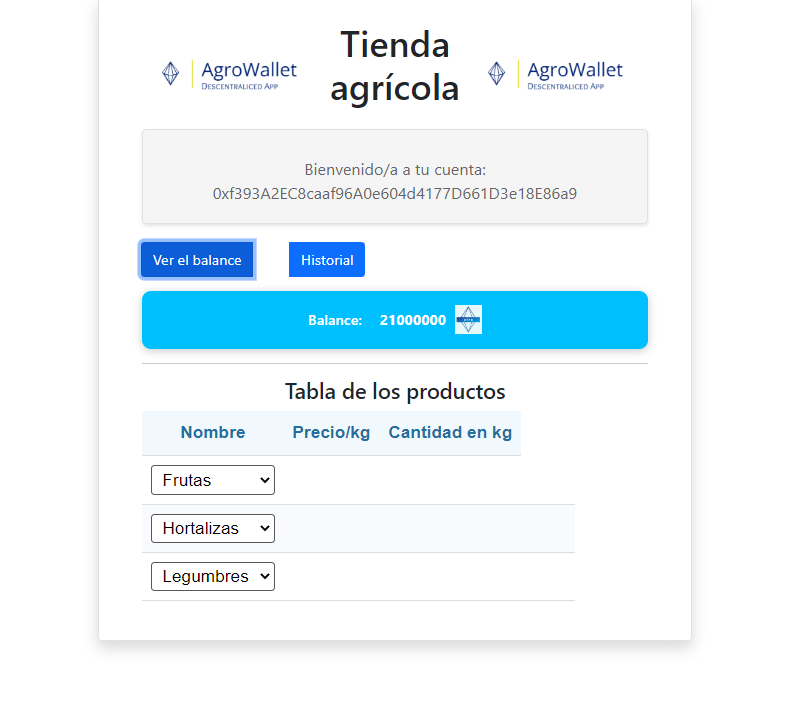 Tienda
agrícola
AgroWallet
DESCENTRALICED APP
AgroWallet
DESCENTRALICED APP
Bienvenido/a a tu cuenta:
0xf393A2EC8caaf96A0e604d4177D661D3e18E86a9
Ver el balance
Historial
Balance: 21000000
Tabla de los productos
Nombre Precio/kg Cantidad en kg
Frutas
Hortalizas
Legumbres